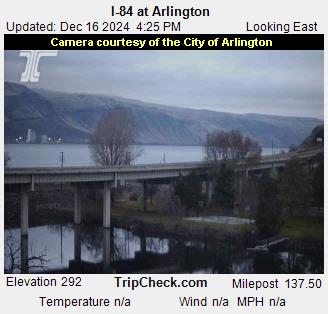 I-84 at Arlington
Updated: Dec 16 2024 4:25 PM Looking East
Camera courtesy of the City of Arlington
Elevation 292 TripCheck.com Milepost 137.50
Temperature n/a Wind n/a MPH n/a